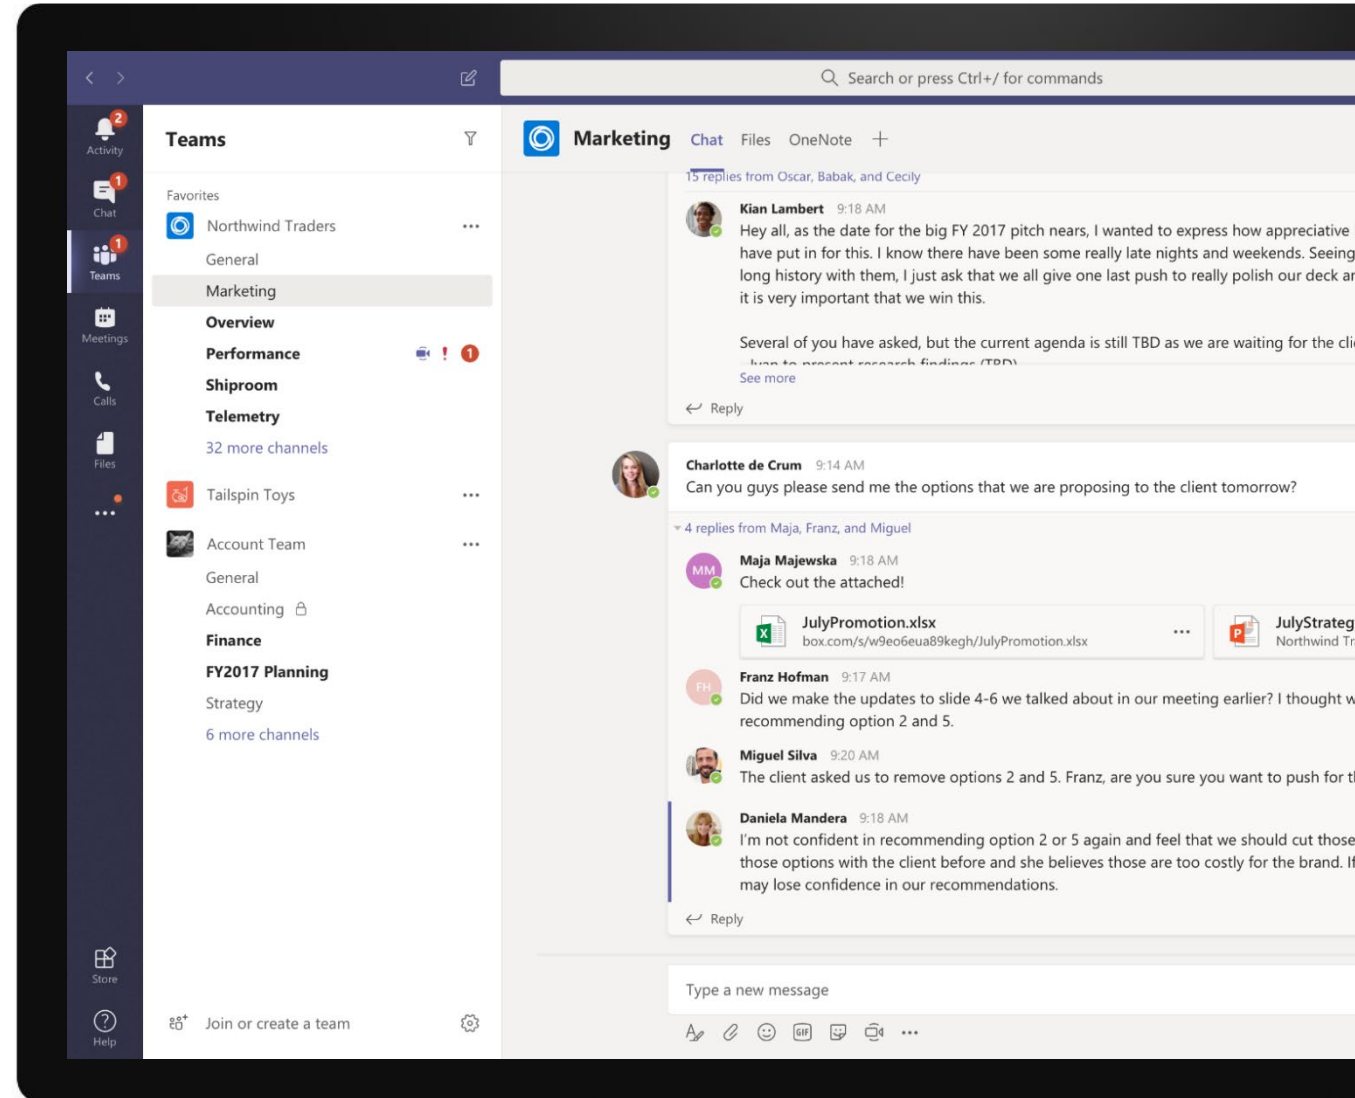 Search or press Ctrl+/ for commands
2
Activity
1
Chat
1
Teams
Meetings
Calls
Files
Store
Help
Teams
Favorites
Northwind Traders
General
Marketing
Overview
Performance
1
Shiproom
Telemetry
32 more channels
Tailspin Toys
Account Team
General
Accounting
Finance
FY2017 Planning
Strategy
6 more channels
Join or create a team
Marketing Chat Files OneNote
15 replies from Oscar, Babak, and Cecily
Kian Lambert 9:18 AM
Hey all, as the date for the big FY 2017 pitch nears, I wanted to express how appreciative
have put in for this. I know there have been some really late nights and weekends. Seeing
long history with them, I just ask that we all give one last push to really polish our deck
it is very important that we win this.
Several of you have asked, but the current agenda is still TBD as we are waiting for the
to present research findings (TBD)
See more
Reply
Charlotte de Crum 9:14 AM
Can you guys please send me the options that we are proposing to the client tomorrow?
4 replies from Maja, Franz, and Miguel
MM
Maja Majewska 9:18 AM
Check out the attached!
JulyPromotion.xlsx
box.com/s/w9eo6eua89kegh/JulyPromotion.xlsx
JulyStrateg
Northwind Tr
FH
Franz Hofman 9:17 AM
Did we make the updates to slide 4-6 we talked about in our meeting earlier? I thought
recommending option 2 and 5.
Miguel Silva 9:20 AM
The client asked us to remove options 2 and 5. Franz, are you sure you want to push for
Daniela Mandera 9:18 AM
I'm not confident in recommending option 2 or 5 again and feel that we should cut those
those options with the client before and she believes those are too costly for the brand. If
may lose confidence in our recommendations.
Reply
Type a new message
GIF